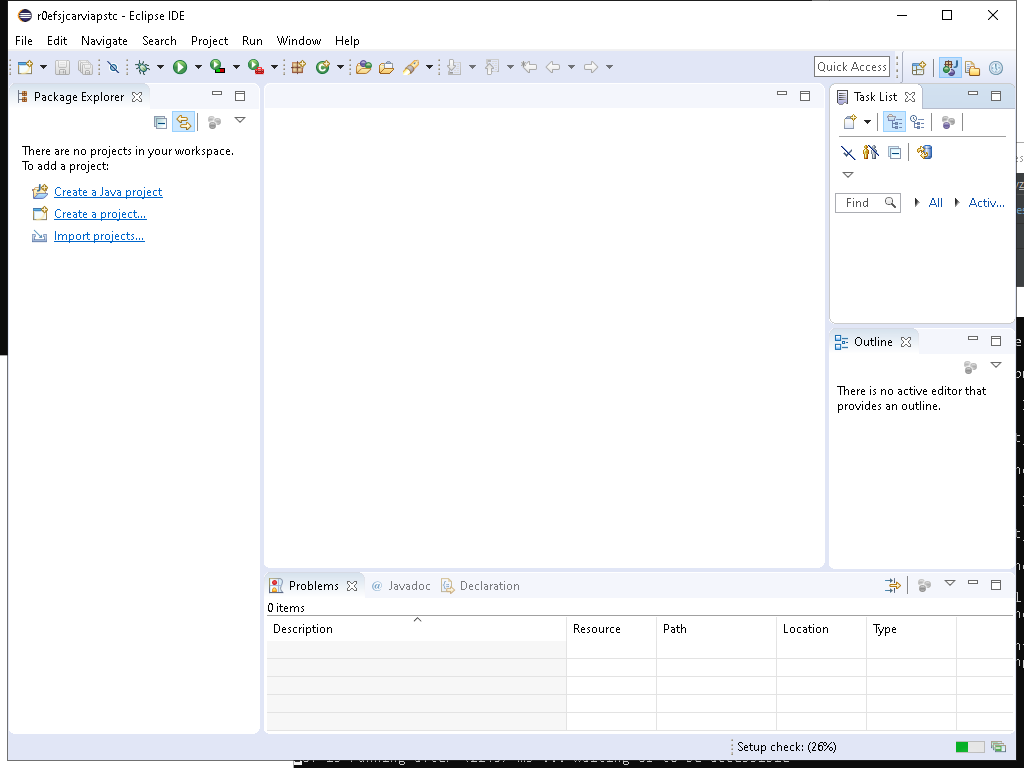 r0efsjcarviapstc - Eclipse IDE
File Edit Navigate Search Project Run Window Help
Quick Access
Package Explorer
There are no projects in your workspace.
To add a project:
Create a Java project
Create a project...
Import projects...
Task List
Find All Activ...
Outline
There is no active editor that
provides an outline.
Problems @ Javadoc Declaration
0 items
Description Resource Path Location Type
Setup check: (26%)